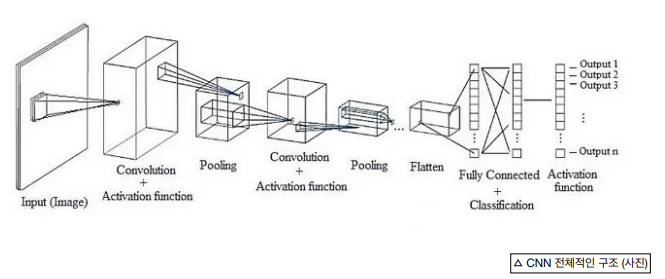 Input (Image)
Convolution
+
Activation function
Pooling
Convolution
+
Activation function
Pooling
...
Flatten
Fully Connected
+
Classification
Activation
function
Output 1
Output 2
Output 3
Output n
△ CNN 전체적인 구조 (사진)